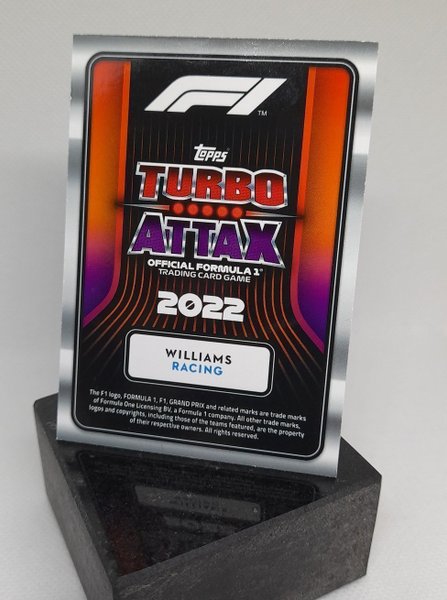 F1
TM
Topps
TURBO
ATTAX
OFFICIAL FORMULA 1®
TRADING CARD GAME
2022
WILLIAMS
RACING
The F1 logo, FORMULA 1, F1, GRAND PRIX and related marks are trade marks
of Formula One Licensing BV, a Formula 1 company. All other trade marks,
logos and copyrights, including those of the teams featured, are the property
of their respective owners. All rights reserved.